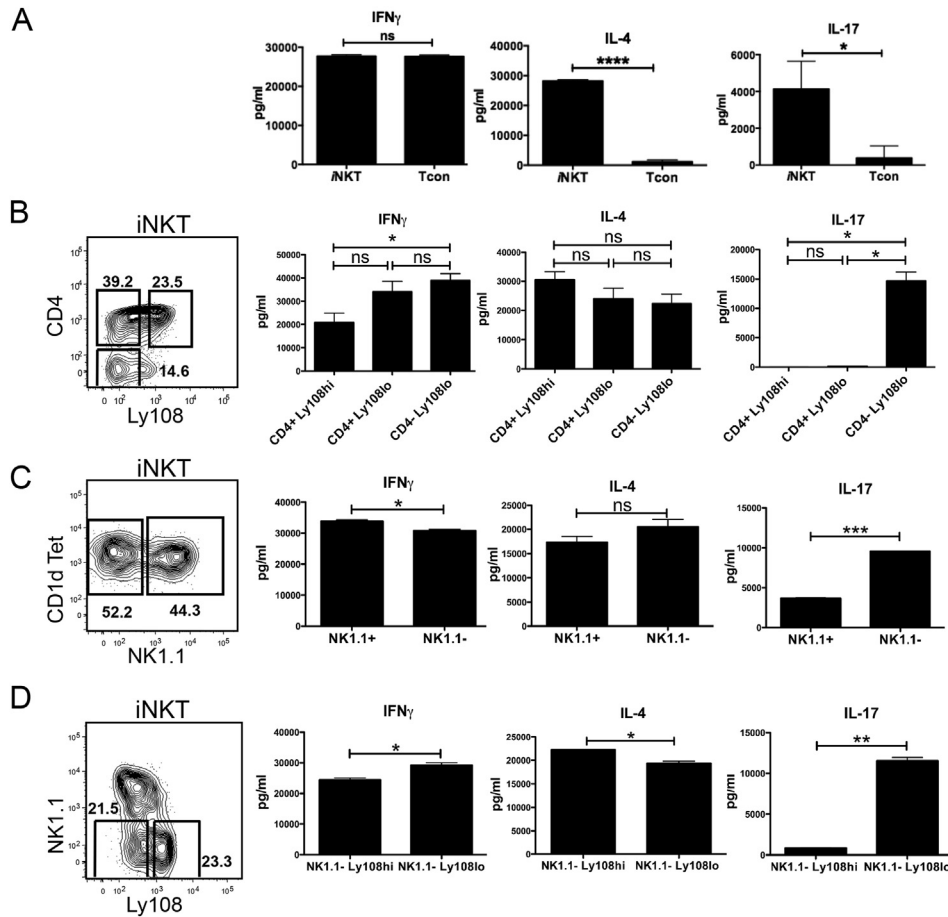 A
IFNγ
ns
30000
20000
10000
0
pg/ml
iNKT
Tcon
IL-4
****
40000
30000
20000
10000
0
pg/ml
iNKT
Tcon
IL-17
*
6000
4000
2000
0
pg/ml
iNKT
Tcon
B
iNKT
39.2
23.5
14.6
10⁵
10⁴
10³
10²
0
CD4
0 10² 10³ 10⁴ 10⁵
Ly108
IFNγ
*
ns
ns
50000
40000
30000
20000
10000
0
pg/ml
CD4+ Ly108hi
CD4+ Ly108lo
CD4- Ly108lo
IL-4
ns
ns
ns
40000
30000
20000
10000
0
pg/ml
CD4+ Ly108hi
CD4+ Ly108lo
CD4- Ly108lo
IL-17
*
ns
*
20000
15000
10000
5000
0
pg/ml
CD4+ Ly108hi
CD4+ Ly108lo
CD4- Ly108lo
C
iNKT
52.2
44.3
10⁵
10⁴
10³
10²
0
CD1d Tet
0 10² 10³ 10⁴ 10⁵
NK1.1
IFNγ
*
40000
30000
20000
10000
0
pg/ml
NK1.1+
NK1.1-
IL-4
ns
25000
20000
15000
10000
5000
0
pg/ml
NK1.1+
NK1.1-
IL-17
***
15000
10000
5000
0
pg/ml
NK1.1+
NK1.1-
D
iNKT
21.5
23.3
10⁵
10⁴
10³
10²
0
NK1.1
0 10² 10³ 10⁴ 10⁵
Ly108
IFNγ
*
40000
30000
20000
10000
0
pg/ml
NK1.1- Ly108hi
NK1.1- Ly108lo
IL-4
*
25000
20000
15000
10000
5000
0
pg/ml
NK1.1- Ly108hi
NK1.1- Ly108lo
IL-17
**
15000
10000
5000
0
pg/ml
NK1.1- Ly108hi
NK1.1- Ly108lo